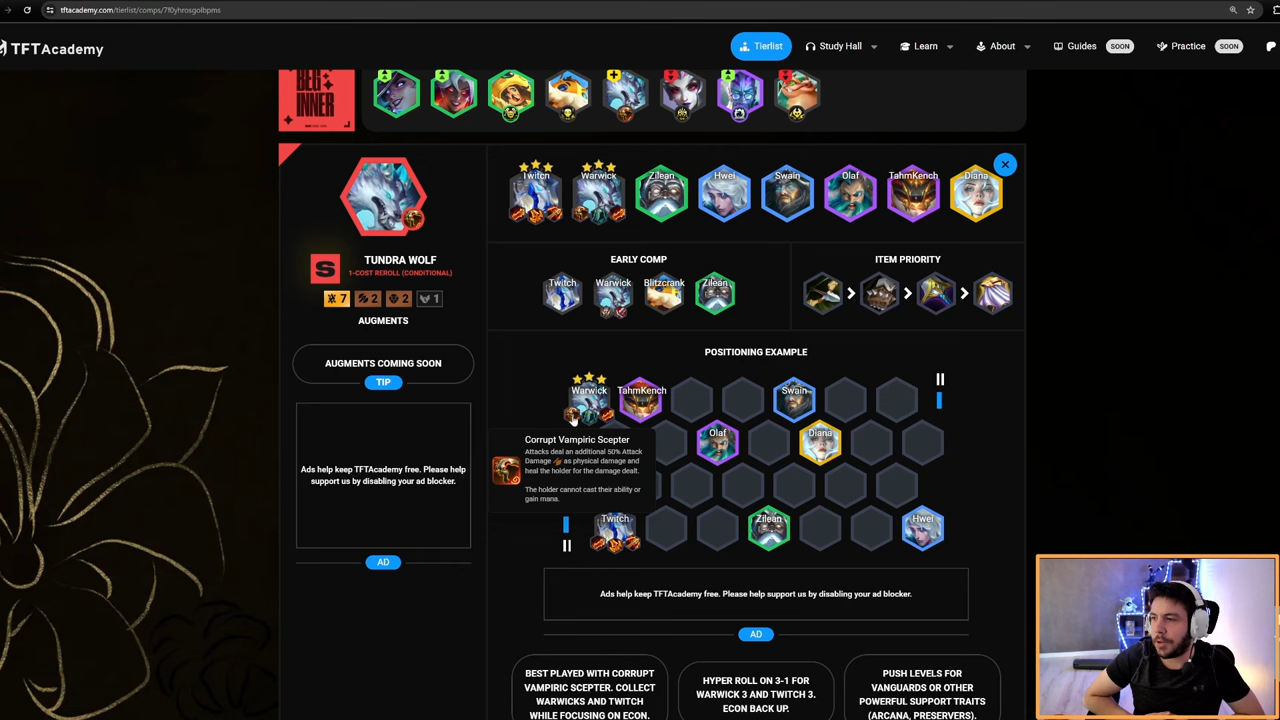 tftacademy.com/tierlist/comps/7f0yhrosgolbpms
TFTAcademy
Tierlist
Study Hall
Learn
About
Guides
SOON
Practice
SOON
BEG
INNER
Twitch
Warwick
Zilean
Hwei
Swain
Olaf
TahmKench
Diana
TUNDRA WOLF
S
1-COST REROLL (CONDITIONAL)
7
2
2
1
AUGMENTS
AUGMENTS COMING SOON
TIP
Ads help keep TFTAcademy free. Please help
support us by disabling your ad blocker.
AD
EARLY COMP
Twitch
Warwick
Blitzcrank
Zilean
ITEM PRIORITY
POSITIONING EXAMPLE
Warwick
TahmKench
Swain
Olaf
Diana
Corrupt Vampiric Scepter
Attacks deal an additional 50% Attack
Damage as physical damage and
heal the holder for the damage dealt.
The holder cannot cast their ability or
gain mana.
Twitch
Zilean
Hwei
Ads help keep TFTAcademy free. Please help support us by disabling your ad blocker.
AD
BEST PLAYED WITH CORRUPT
VAMPIRIC SCEPTER. COLLECT
WARWICKS AND TWITCH
WHILE FOCUSING ON ECON.
HYPER ROLL ON 3-1 FOR
WARWICK 3 AND TWITCH 3.
ECON BACK UP.
PUSH LEVELS FOR
VANGUARDS OR OTHER
POWERFUL SUPPORT TRAITS
(ARCANA, PRESERVERS).